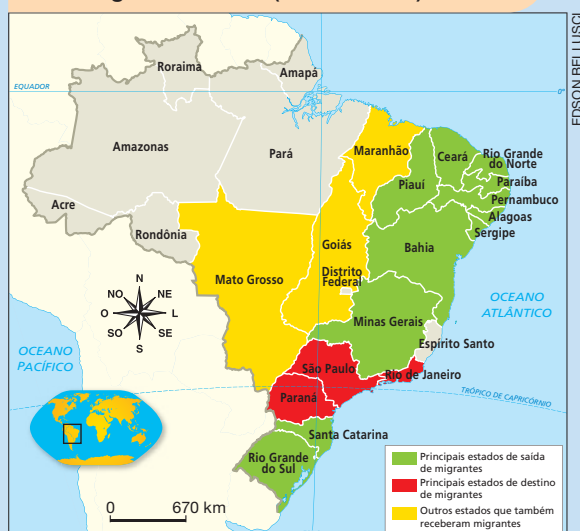 EDSON BELLUSCI
Roraima
Amapá
EQUADOR
0°
Amazonas
Pará
Maranhão
Ceará
Rio Grande
do Norte
Paraíba
Piauí
Pernambuco
Acre
Alagoas
Sergipe
Rondônia
Goiás
Bahia
Mato Grosso
Distrito
Federal
N
NO
NE
O
L
SO
SE
S
OCEANO
ATLÂNTICO
Minas Gerais
Espírito Santo
OCEANO
PACÍFICO
São Paulo
Rio de Janeiro
Paraná
TRÓPICO DE CAPRICÓRNIO
Santa Catarina
Rio Grande
do Sul
0 670 km
Principais estados de saída
de migrantes
Principais estados de destino
de migrantes
Outros estados que também
receberam migrantes